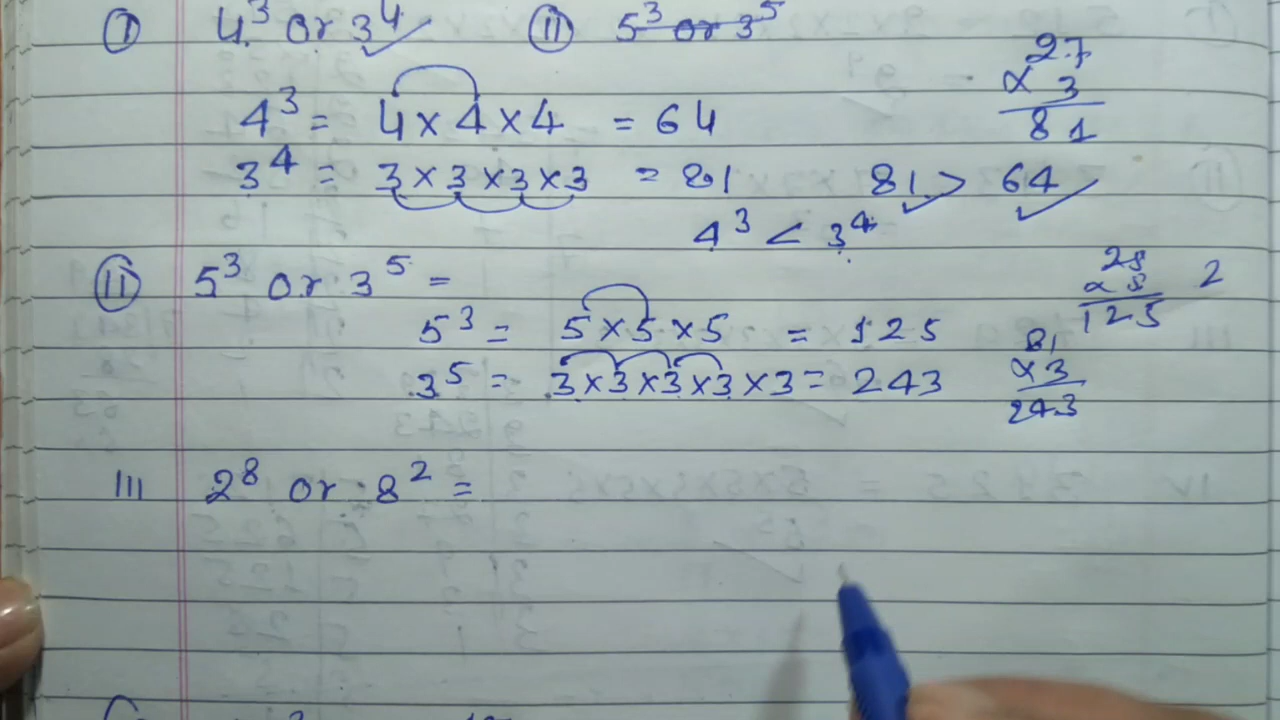 (I) 4³ or 3⁴ ✓ (II) 5³ or 3⁵
27
× 3
81
4³ = 4 × 4 × 4 = 64
3⁴ = 3 × 3 × 3 × 3 = 81 81 > 64
4³ < 3⁴
(II) 5³ or 3⁵ =
25
× 5
125
2
5³ = 5 × 5 × 5 = 125
3⁵ = 3 × 3 × 3 × 3 × 3 = 243
81
× 3
243
III 2⁸ or 8² =